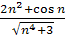 2n² + cos n
√n⁴+3